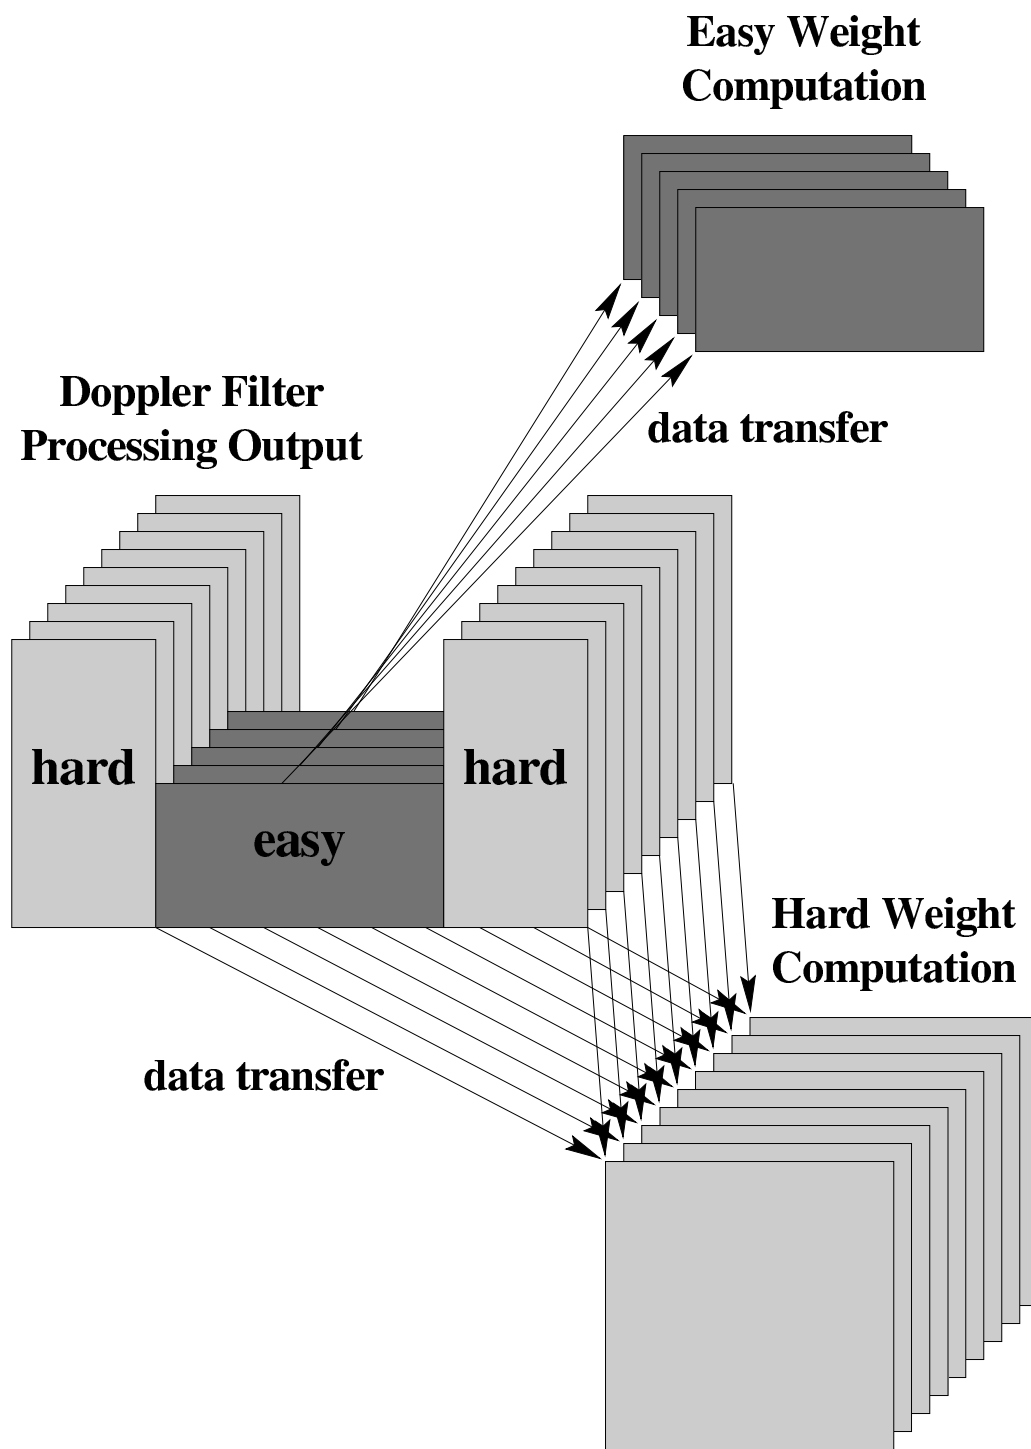 Easy Weight
Computation
Doppler Filter
Processing Output
data transfer
hard
hard
easy
Hard Weight
Computation
data transfer